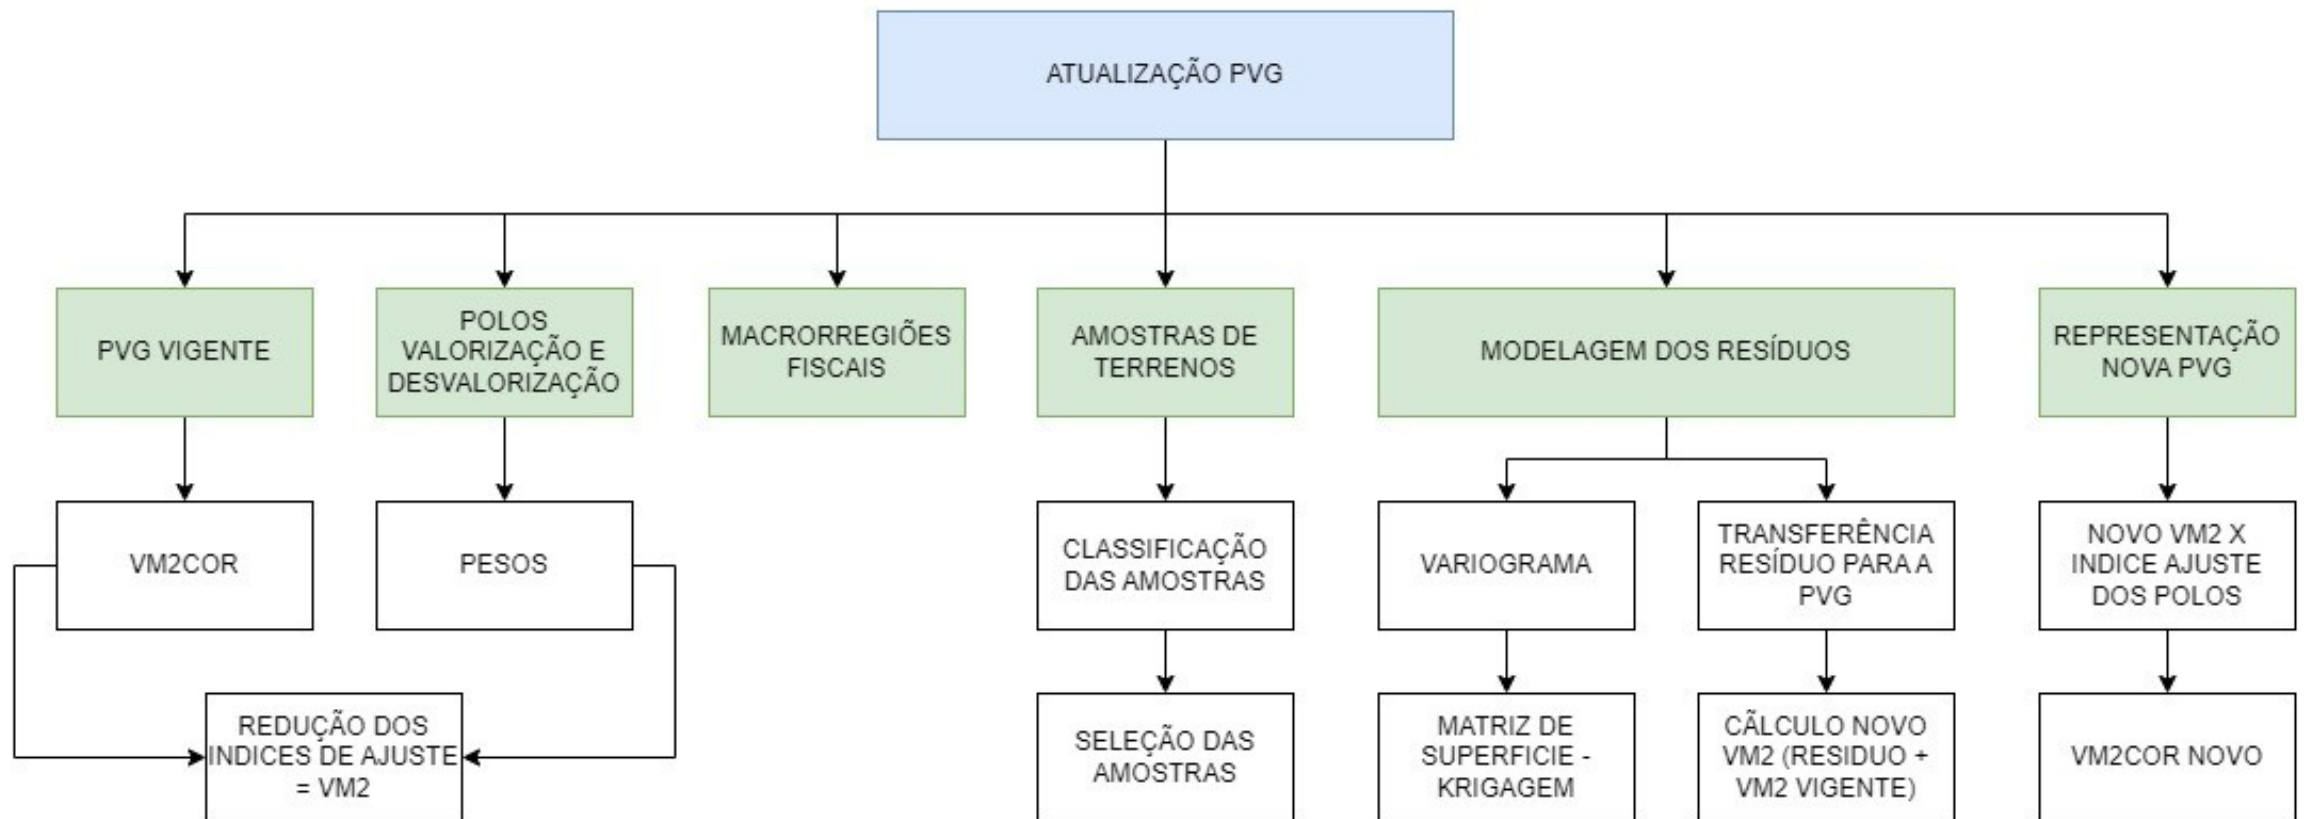 ATUALIZAÇÃO PVG
PVG VIGENTE
POLOS
VALORIZAÇÃO E
DESVALORIZAÇÃO
MACRORREGIÕES
FISCAIS
AMOSTRAS DE
TERRENOS
MODELAGEM DOS RESÍDUOS
REPRESENTAÇÃO
NOVA PVG
VM2COR
PESOS
CLASSIFICAÇÃO
DAS AMOSTRAS
VARIOGRAMA
TRANSFERÊNCIA
RESÍDUO PARA A
PVG
NOVO VM2 X
INDICE AJUSTE
DOS POLOS
REDUÇÃO DOS
INDICES DE AJUSTE
= VM2
SELEÇÃO DAS
AMOSTRAS
MATRIZ DE
SUPERFICIE -
KRIGAGEM
CÃLCULO NOVO
VM2 (RESIDUO +
VM2 VIGENTE)
VM2COR NOVO